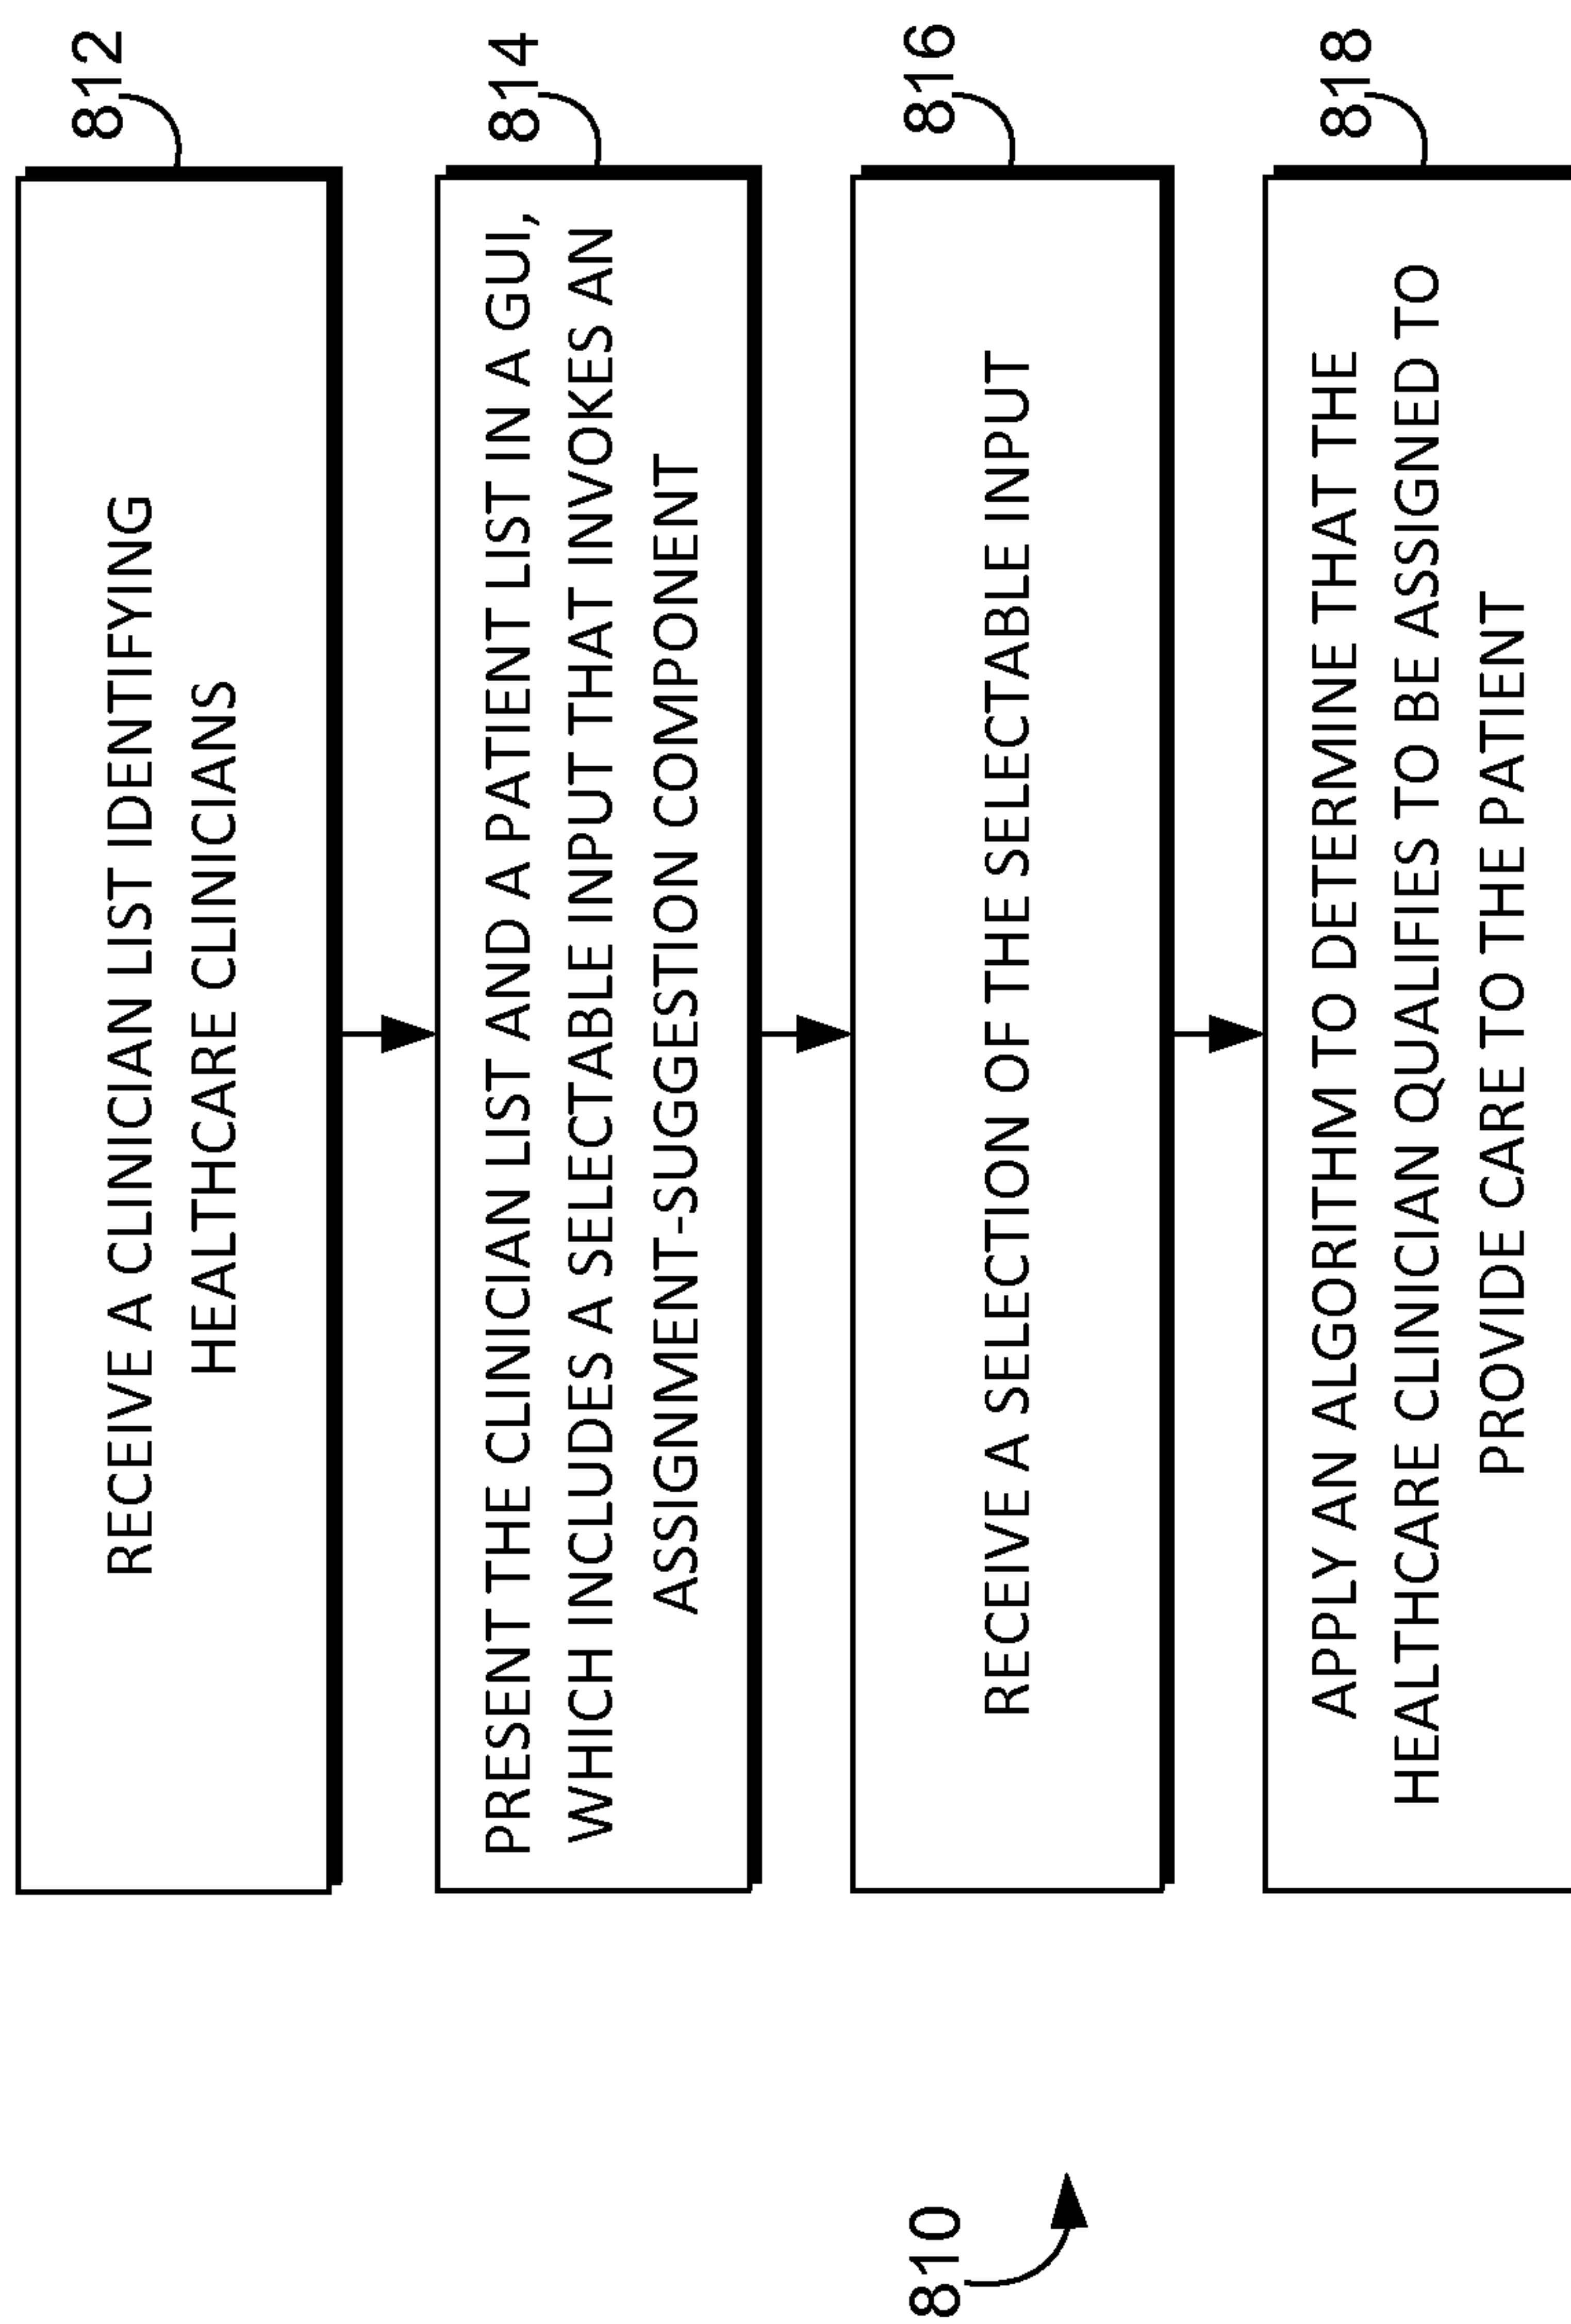 812
RECEIVE A CLINICIAN LIST IDENTIFYING
HEALTHCARE CLINICIANS
814
PRESENT THE CLINICIAN LIST AND A PATIENT LIST IN A GUI,
WHICH INCLUDES A SELECTABLE INPUT THAT INVOKES AN
ASSIGNMENT-SUGGESTION COMPONENT
810
816
RECEIVE A SELECTION OF THE SELECTABLE INPUT
818
APPLY AN ALGORITHM TO DETERMINE THAT THE
HEALTHCARE CLINICIAN QUALIFIES TO BE ASSIGNED TO
PROVIDE CARE TO THE PATIENT